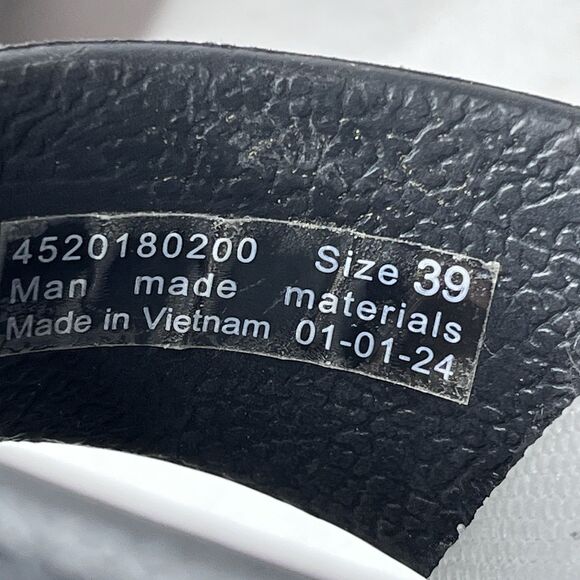 4520180200 Size 39
Man made materials
Made in Vietnam 01-01-24